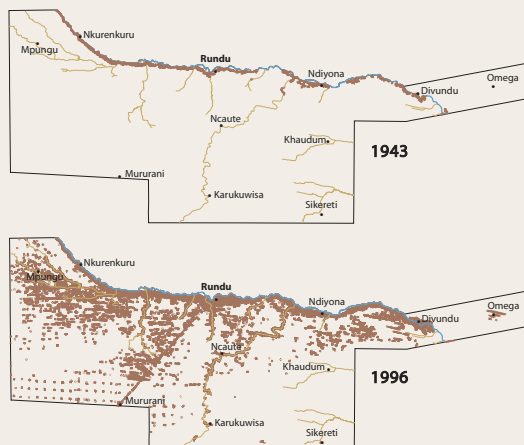 Nkurenkuru
Mpungu
Rundu
Ndiyona
Omega
Divundu
Ncaute
Khaudum
1943
Mururani
Karukuwisa
Sikereti
Nkurenkuru
Mpungu
Rundu
Ndiyona
Omega
Divundu
Ncaute
Khaudum
1996
Mururani
Karukuwisa
Sikereti